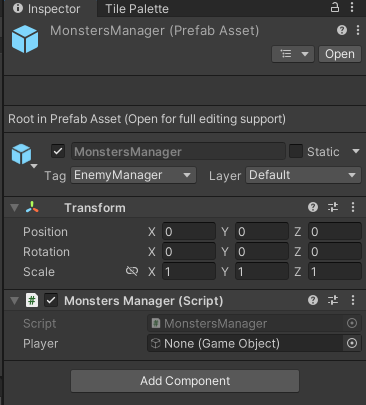 Inspector Tile Palette
MonstersManager (Prefab Asset)
Open
Root in Prefab Asset (Open for full editing support)
MonstersManager Static
Tag EnemyManager Layer Default
Transform
Position X 0 Y 0 Z 0
Rotation X 0 Y 0 Z 0
Scale X 1 Y 1 Z 1
# Monsters Manager (Script)
Script # MonstersManager
Player None (Game Object)
Add Component